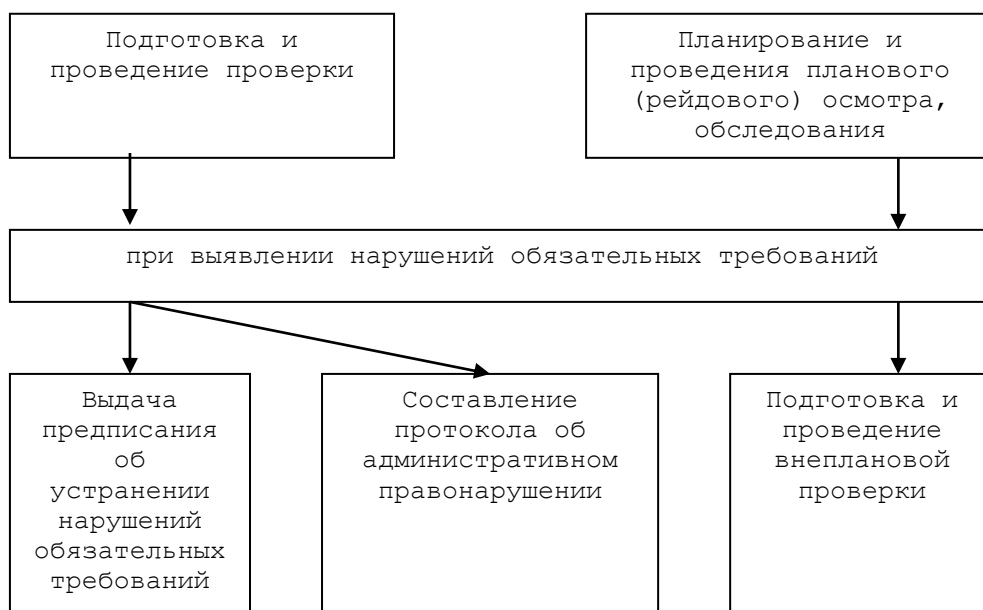 Подготовка и
проведение проверки
Планирование и
проведения планового
(рейдового) осмотра,
обследования
при выявлении нарушений обязательных требований
Выдача
предписания
об
устранении
нарушений
обязательных
требований
Составление
протокола об
административном
правонарушении
Подготовка и
проведение
внеплановой
проверки